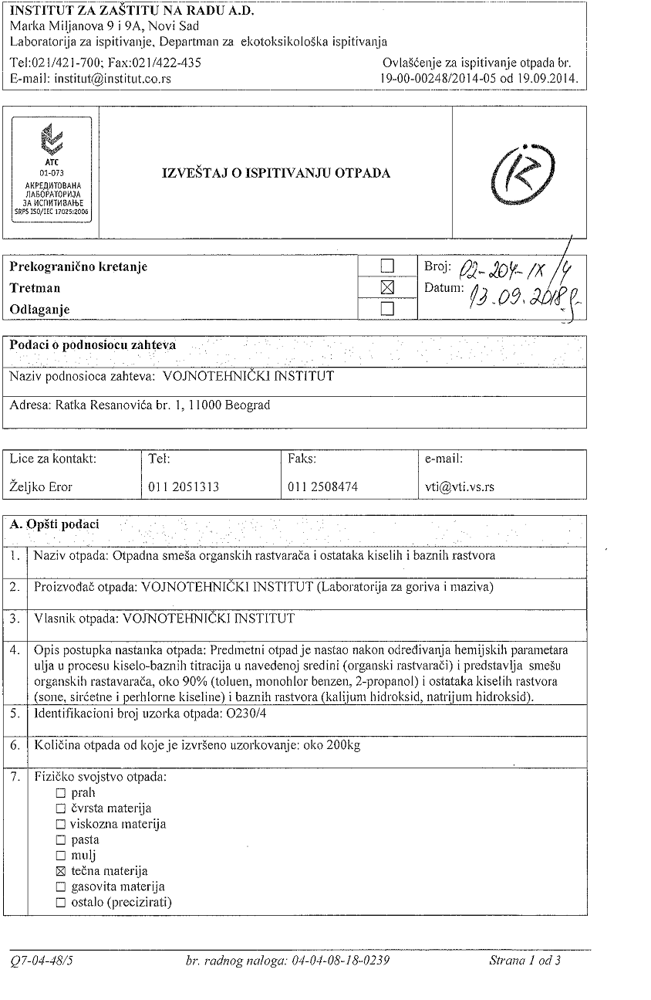 INSTITUT ZA ZAŠTITU NA RADU A.D.
Marka Miljanova 9 i 9A, Novi Sad
Laboratorija za ispitivanje, Departman za ekotoksikološka ispitivanja
Tel:021/421-700; Fax:021/422-435
Ovlašćenje za ispitivanje otpada br.
E-mail: institut@institut.co.rs
19-00-00248/2014-05 od 19.09.2014.
ATC
01-073
АКРЕДИТОВАНА
ЛАБОРАТОРИЈА
ЗА ИСПИТИВАЊЕ
SRPS ISO/IEC 17025:2006
IZVEŠTAJ O ISPITIVANJU OTPADA
Prekogranično kretanje
Tretman
Odlaganje
Broj: 02-204-IX/4
Datum: 13.09.2018
Podaci o podnosiocu zahteva
Naziv podnosioca zahteva: VOJNOTEHNIČKI INSTITUT
Adresa: Ratka Resanovića br. 1, 11000 Beograd
Lice za kontakt:
Tel:
Faks:
e-mail:
Željko Eror
011 2051313
011 2508474
vti@vti.vs.rs
A. Opšti podaci
1. Naziv otpada: Otpadna smeša organskih rastvarača i ostataka kiselih i baznih rastvora
2. Proizvođač otpada: VOJNOTEHNIČKI INSTITUT (Laboratorija za goriva i maziva)
3. Vlasnik otpada: VOJNOTEHNIČKI INSTITUT
4. Opis postupka nastanka otpada: Predmetni otpad je nastao nakon određivanja hemijskih parametara
ulja u procesu kiselo-baznih titracija u navedenoj sredini (organski rastvarači) i predstavlja smešu
organskih rastavarača, oko 90% (toluen, monohlor benzen, 2-propanol) i ostataka kiselih rastvora
(sone, sirćetne i perhlorne kiseline) i baznih rastvora (kalijum hidroksid, natrijum hidroksid).
5. Identifikacioni broj uzorka otpada: O230/4
6. Količina otpada od koje je izvršeno uzorkovanje: oko 200kg
7. Fizičko svojstvo otpada:
prah
čvrsta materija
viskozna materija
pasta
mulj
tečna materija
gasovita materija
ostalo (precizirati)
Q7-04-48/5
br. radnog naloga: 04-04-08-18-0239
Strana 1 od 3